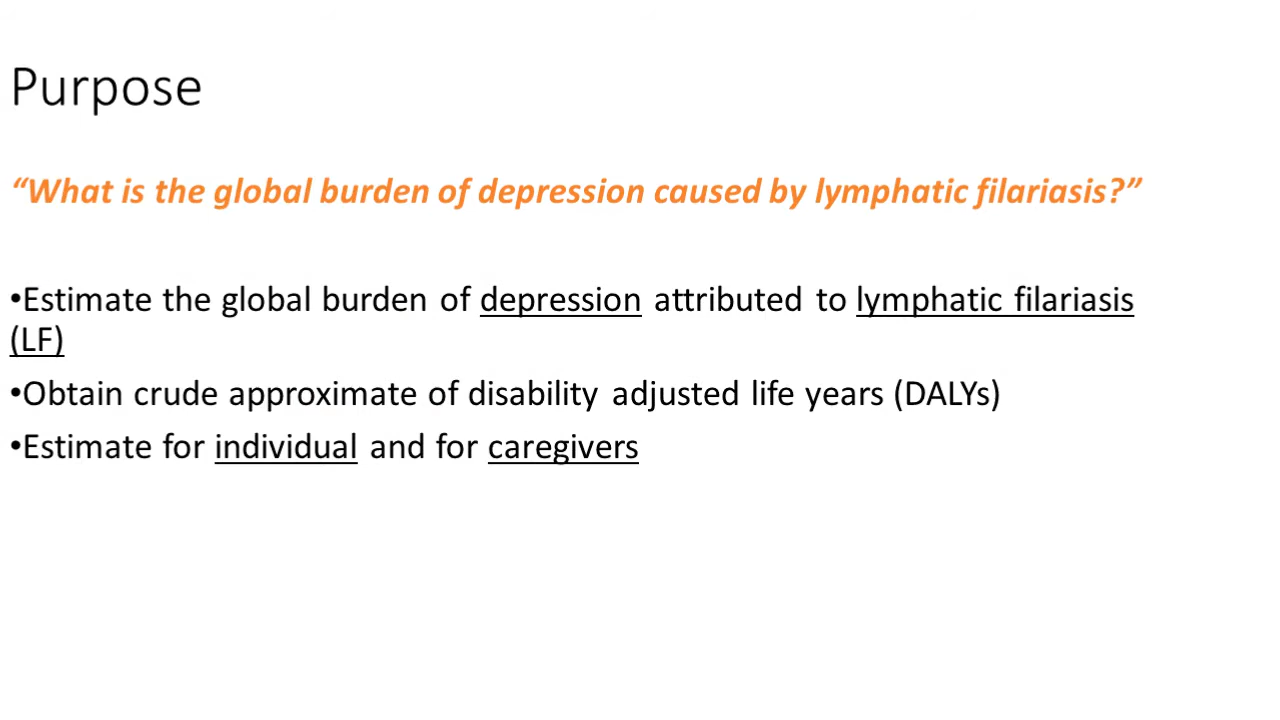 Purpose
“What is the global burden of depression caused by lymphatic filariasis?”
•Estimate the global burden of depression attributed to lymphatic filariasis
(LF)
•Obtain crude approximate of disability adjusted life years (DALYs)
•Estimate for individual and for caregivers